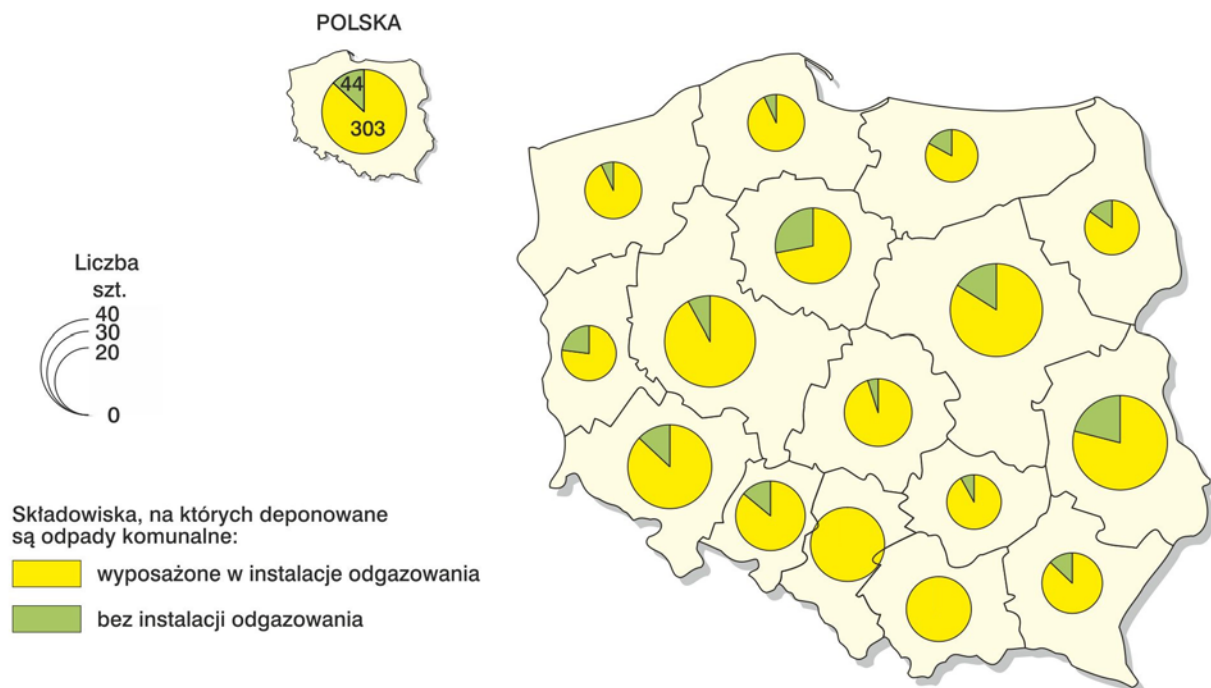 POLSKA
44
303
Liczba
szt.
40
30
20
0
Składowiska, na których deponowane
są odpady komunalne:
wyposażone w instalacje odgazowania
bez instalacji odgazowania